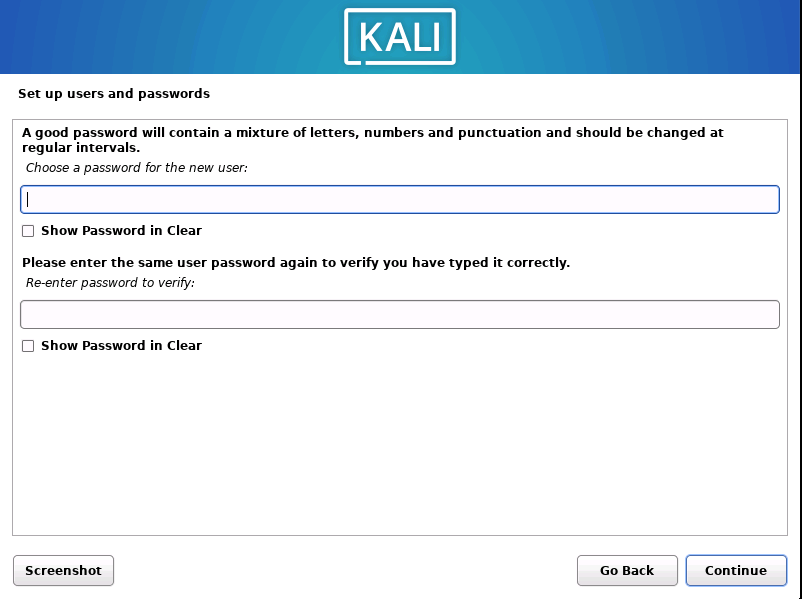 KALI
Set up users and passwords
A good password will contain a mixture of letters, numbers and punctuation and should be changed at
regular intervals.
Choose a password for the new user:
Show Password in Clear
Please enter the same user password again to verify you have typed it correctly.
Re-enter password to verify:
Show Password in Clear
Screenshot
Go Back
Continue